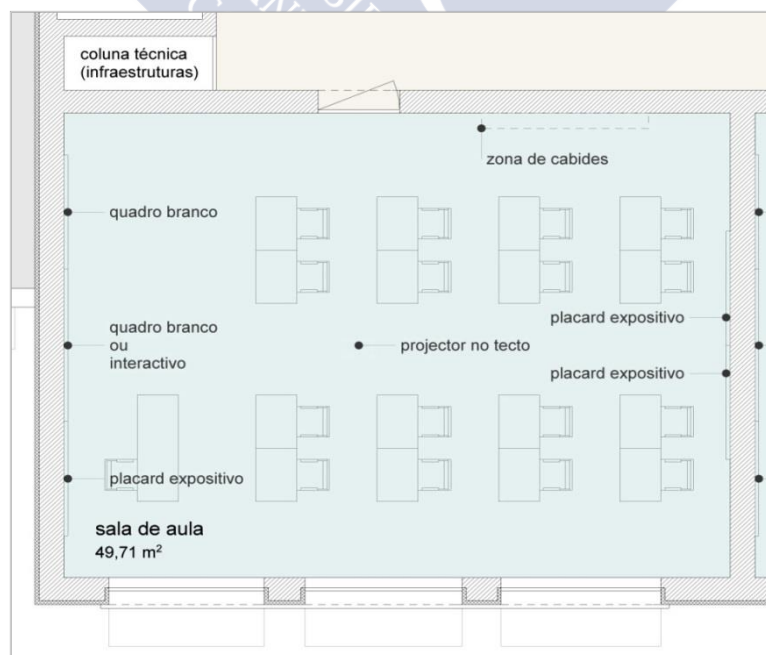 coluna técnica
(infraestruturas)
zona de cabides
quadro branco
placard expositivo
quadro branco
ou
interactivo
projector no tecto
placard expositivo
placard expositivo
sala de aula
49,71 m²